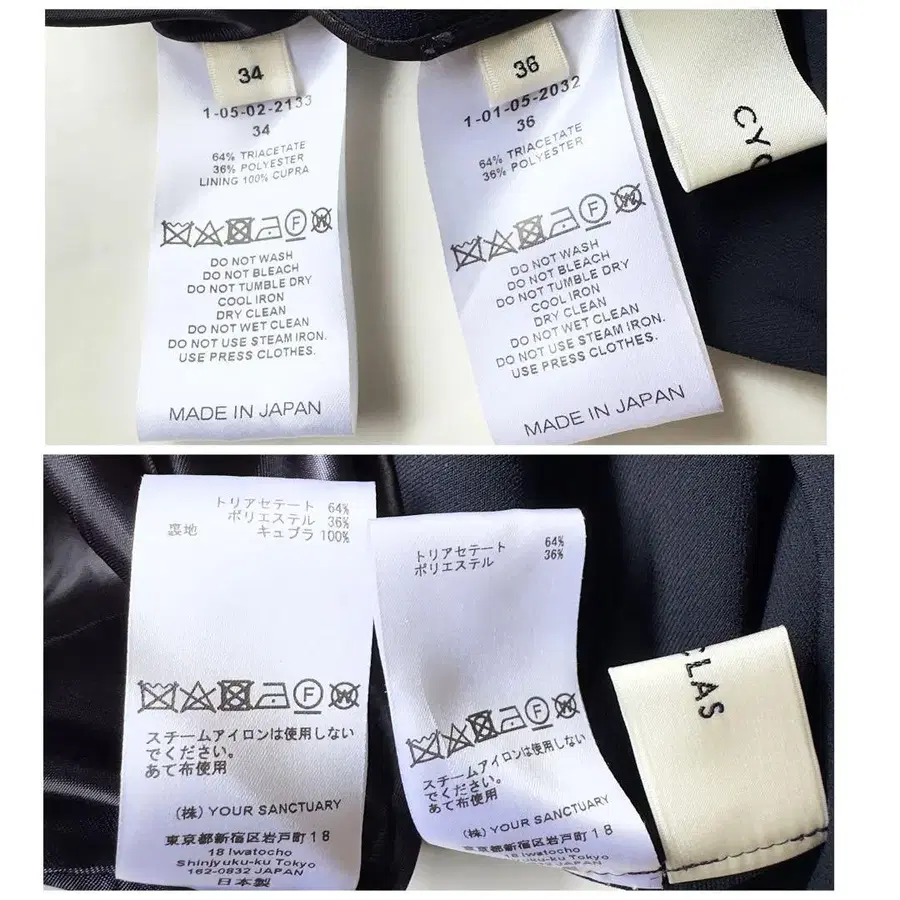 34
1-05-02-2133
34
64% TRIACETATE
36% POLYESTER
LINING 100% CUPRA
DO NOT WASH
DO NOT BLEACH
DO NOT TUMBLE DRY
COOL IRON
DRY CLEAN
DO NOT WET CLEAN
DO NOT USE STEAM IRON.
USE PRESS CLOTHES.
MADE IN JAPAN
36
1-01-05-2032
36
64% TRIACETATE
36% POLYESTER
DO NOT WASH
DO NOT BLEACH
DO NOT TUMBLE DRY
COOL IRON
DRY CLEAN
DO NOT WET CLEAN
DO NOT USE STEAM IRON.
USE PRESS CLOTHES.
MADE IN JAPAN
CYC
トリアセテート 64%
ポリエステル 36%
裏地 キュプラ 100%
スチームアイロンは使用しない
でください。
あて布使用
(株) YOUR SANCTUARY
東京都新宿区岩戸町18
18 Iwatocho
Shinjyuku-ku Tokyo
162-0832 JAPAN
日本製
トリアセテート 64%
ポリエステル 36%
スチームアイロンは使用しない
でください。
あて布使用
(株) YOUR SANCTUARY
東京都新宿区岩戸町18
18 Iwatocho
Shinjyuku-ku Tokyo
162-0832 JAPAN
CLAS